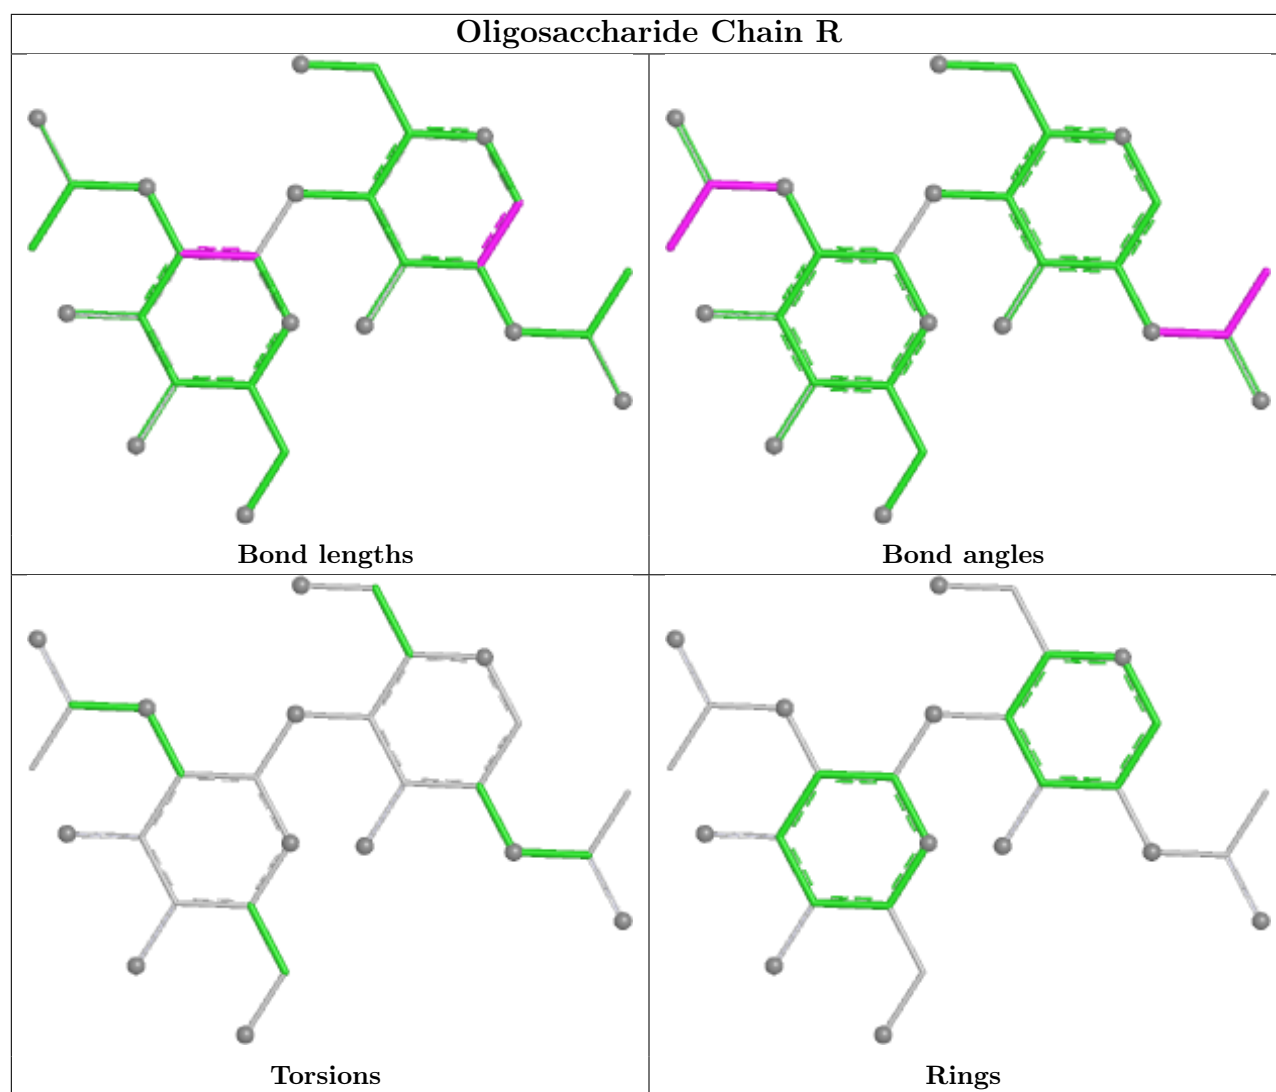 Oligosaccharide Chain R
Bond lengths
Bond angles
Torsions
Rings